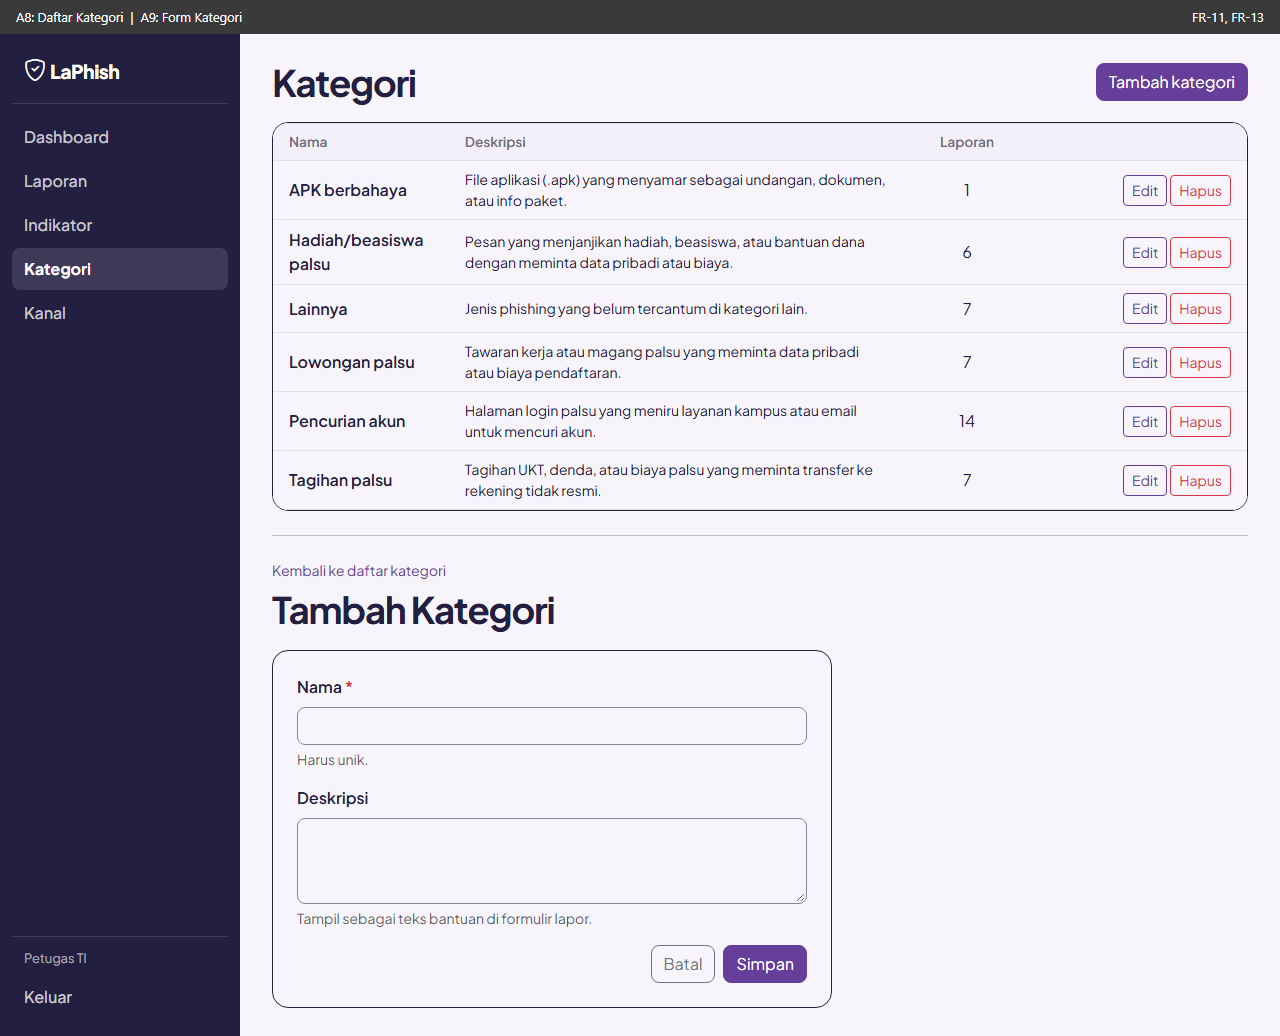 A8: Daftar Kategori | A9: Form Kategori
FR-11, FR-13
LaPhish
Dashboard
Laporan
Indikator
Kategori
Kanal
Petugas TI
Keluar
Kategori
Tambah kategori
Nama Deskripsi Laporan
APK berbahaya
File aplikasi (.apk) yang menyamar sebagai undangan, dokumen,
atau info paket.
1
Edit Hapus
Hadiah/beasiswa
palsu
Pesan yang menjanjikan hadiah, beasiswa, atau bantuan dana
dengan meminta data pribadi atau biaya.
6
Edit Hapus
Lainnya
Jenis phishing yang belum tercantum di kategori lain.
7
Edit Hapus
Lowongan palsu
Tawaran kerja atau magang palsu yang meminta data pribadi
atau biaya pendaftaran.
7
Edit Hapus
Pencurian akun
Halaman login palsu yang meniru layanan kampus atau email
untuk mencuri akun.
14
Edit Hapus
Tagihan palsu
Tagihan UKT, denda, atau biaya palsu yang meminta transfer ke
rekening tidak resmi.
7
Edit Hapus
Kembali ke daftar kategori
Tambah Kategori
Nama *
Harus unik.
Deskripsi
Tampil sebagai teks bantuan di formulir lapor.
Batal Simpan